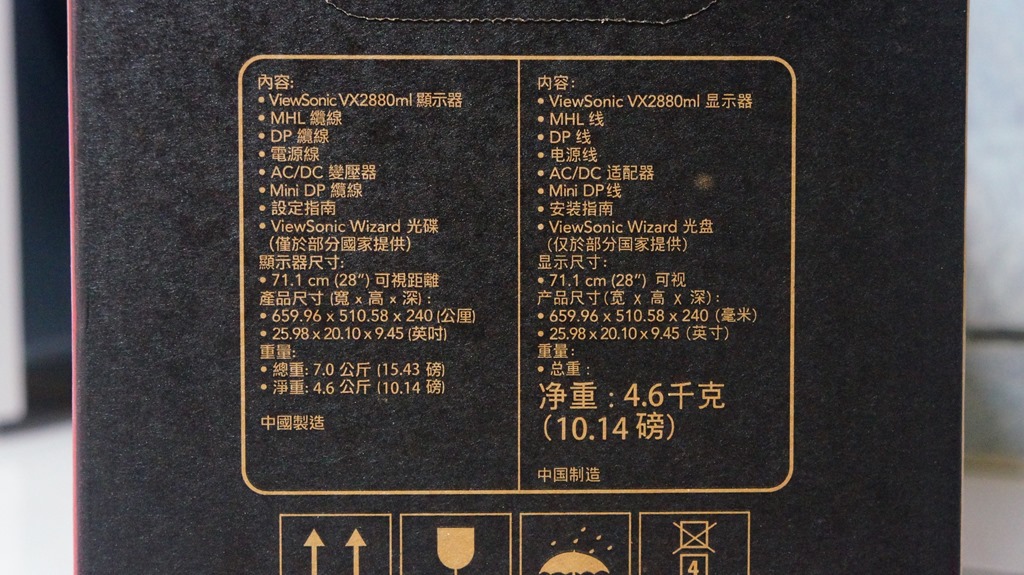 內容:
• ViewSonic VX2880ml 顯示器
• MHL 纜線
• DP 纜線
• 電源線
• AC/DC 變壓器
• Mini DP 纜線
• 設定指南
• ViewSonic Wizard 光碟
(僅於部分國家提供)
顯示器尺寸:
• 71.1 cm (28") 可視距離
產品尺寸 (寬 x 高 x 深) :
• 659.96 x 510.58 x 240 (公厘)
• 25.98 x 20.10 x 9.45 (英吋)
重量:
• 總重: 7.0 公斤 (15.43 磅)
• 淨重: 4.6 公斤 (10.14 磅)
中國製造
内容:
• ViewSonic VX2880ml 显示器
• MHL 线
• DP 线
• 电源线
• AC/DC 适配器
• Mini DP 线
• 安装指南
• ViewSonic Wizard 光盘
(仅於部分国家提供)
显示尺寸:
• 71.1 cm (28") 可视
产品尺寸(宽 x 高 x 深) :
• 659.96 x 510.58 x 240 (毫米)
• 25.98 x 20.10 x 9.45 (英寸)
重量:
• 总重 :
净重 : 4.6千克
(10.14 磅)
中国制造
4